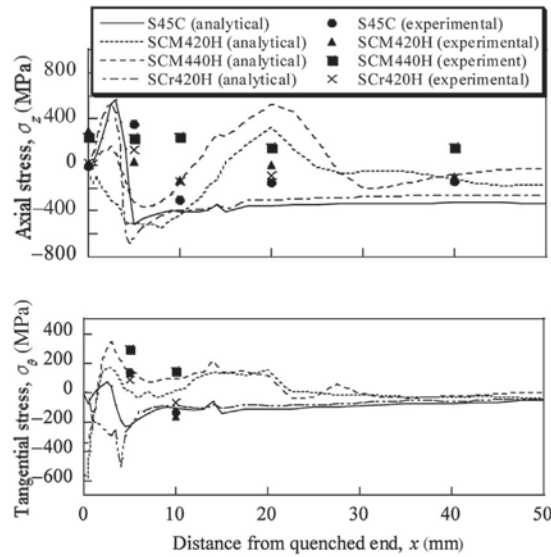 S45C (analytical)
S45C (experimental)
SCM420H (analytical)
SCM420H (experimental)
SCM440H (analytical)
SCM440H (experiment)
SCr420H (analytical)
SCr420H (experimental)
Axial stress, σz (MPa)
800
400
0
−400
−800
Tangential stress, σθ (MPa)
400
200
0
−200
−400
−600
0
10
20
30
40
50
Distance from quenched end, x (mm)